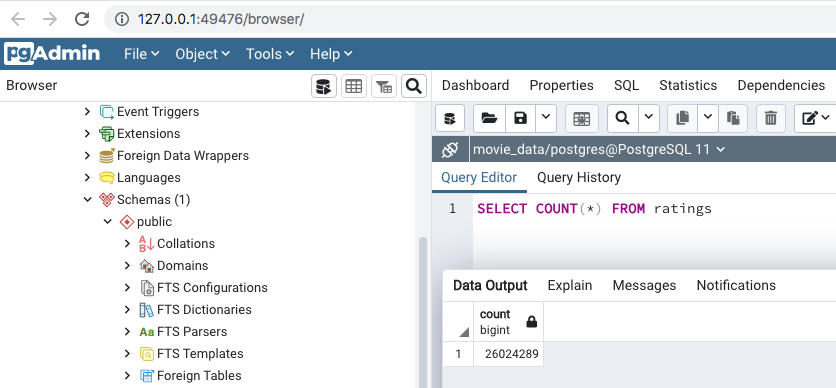 127.0.0.1:49476/browser/
pgAdmin File Object Tools Help
Browser
Dashboard Properties SQL Statistics Dependencies
Event Triggers
Extensions
Foreign Data Wrappers
Languages
Schemas (1)
public
Collations
Domains
FTS Configurations
FTS Dictionaries
Aa FTS Parsers
FTS Templates
Foreign Tables
movie_data/postgres@PostgreSQL 11
Query Editor Query History
1 SELECT COUNT(*) FROM ratings
Data Output Explain Messages Notifications
count
bigint
1 26024289